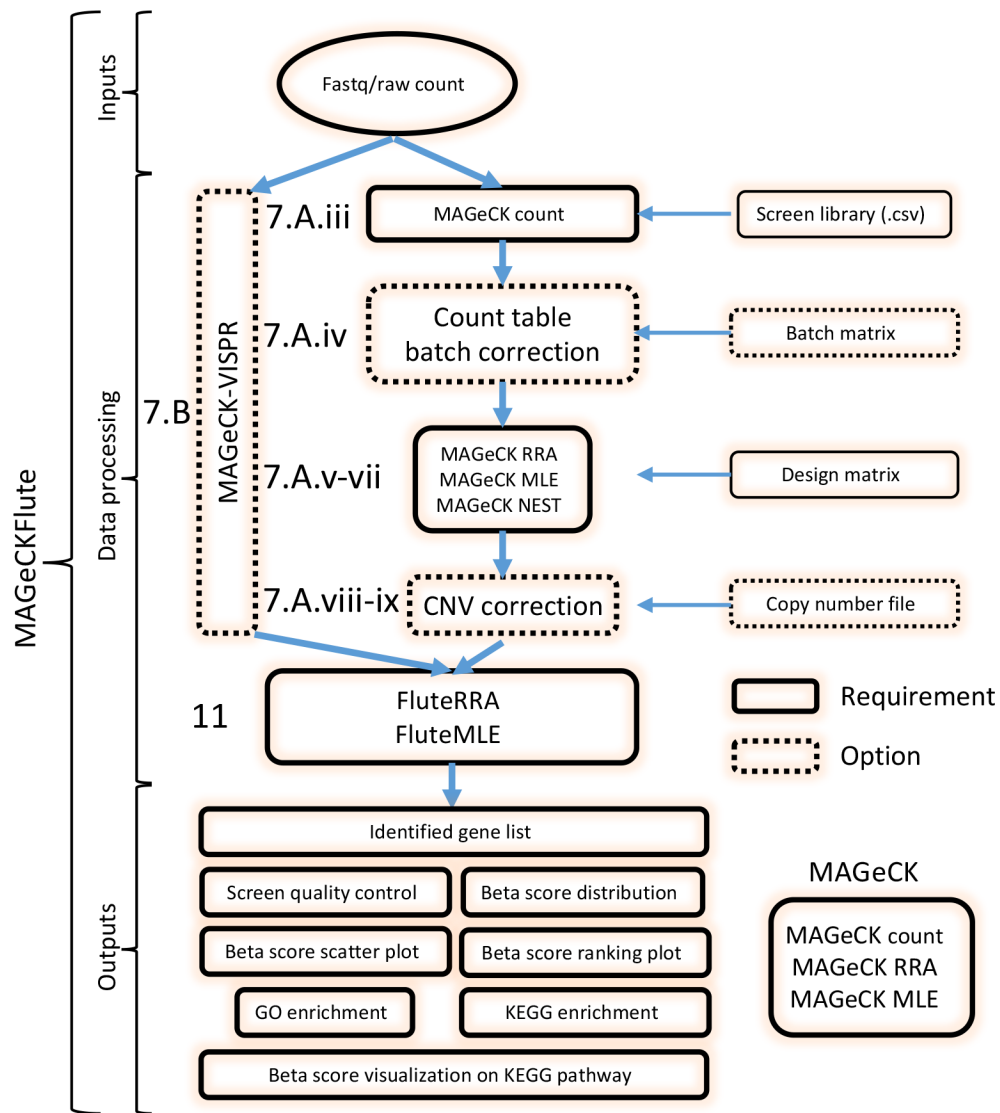 MAGeCKFlute
Inputs
Data processing
Outputs
Fastq/raw count
7.A.iii
MAGeCK count
Screen library (.csv)
7.A.iv
Count table
batch correction
Batch matrix
7.B
MAGeCK-VISPR
7.A.v-vii
MAGeCK RRA
MAGeCK MLE
MAGeCK NEST
Design matrix
7.A.viii-ix
CNV correction
Copy number file
11
FluteRRA
FluteMLE
Requirement
Option
Identified gene list
Screen quality control
Beta score distribution
Beta score scatter plot
Beta score ranking plot
GO enrichment
KEGG enrichment
Beta score visualization on KEGG pathway
MAGeCK
MAGeCK count
MAGeCK RRA
MAGeCK MLE